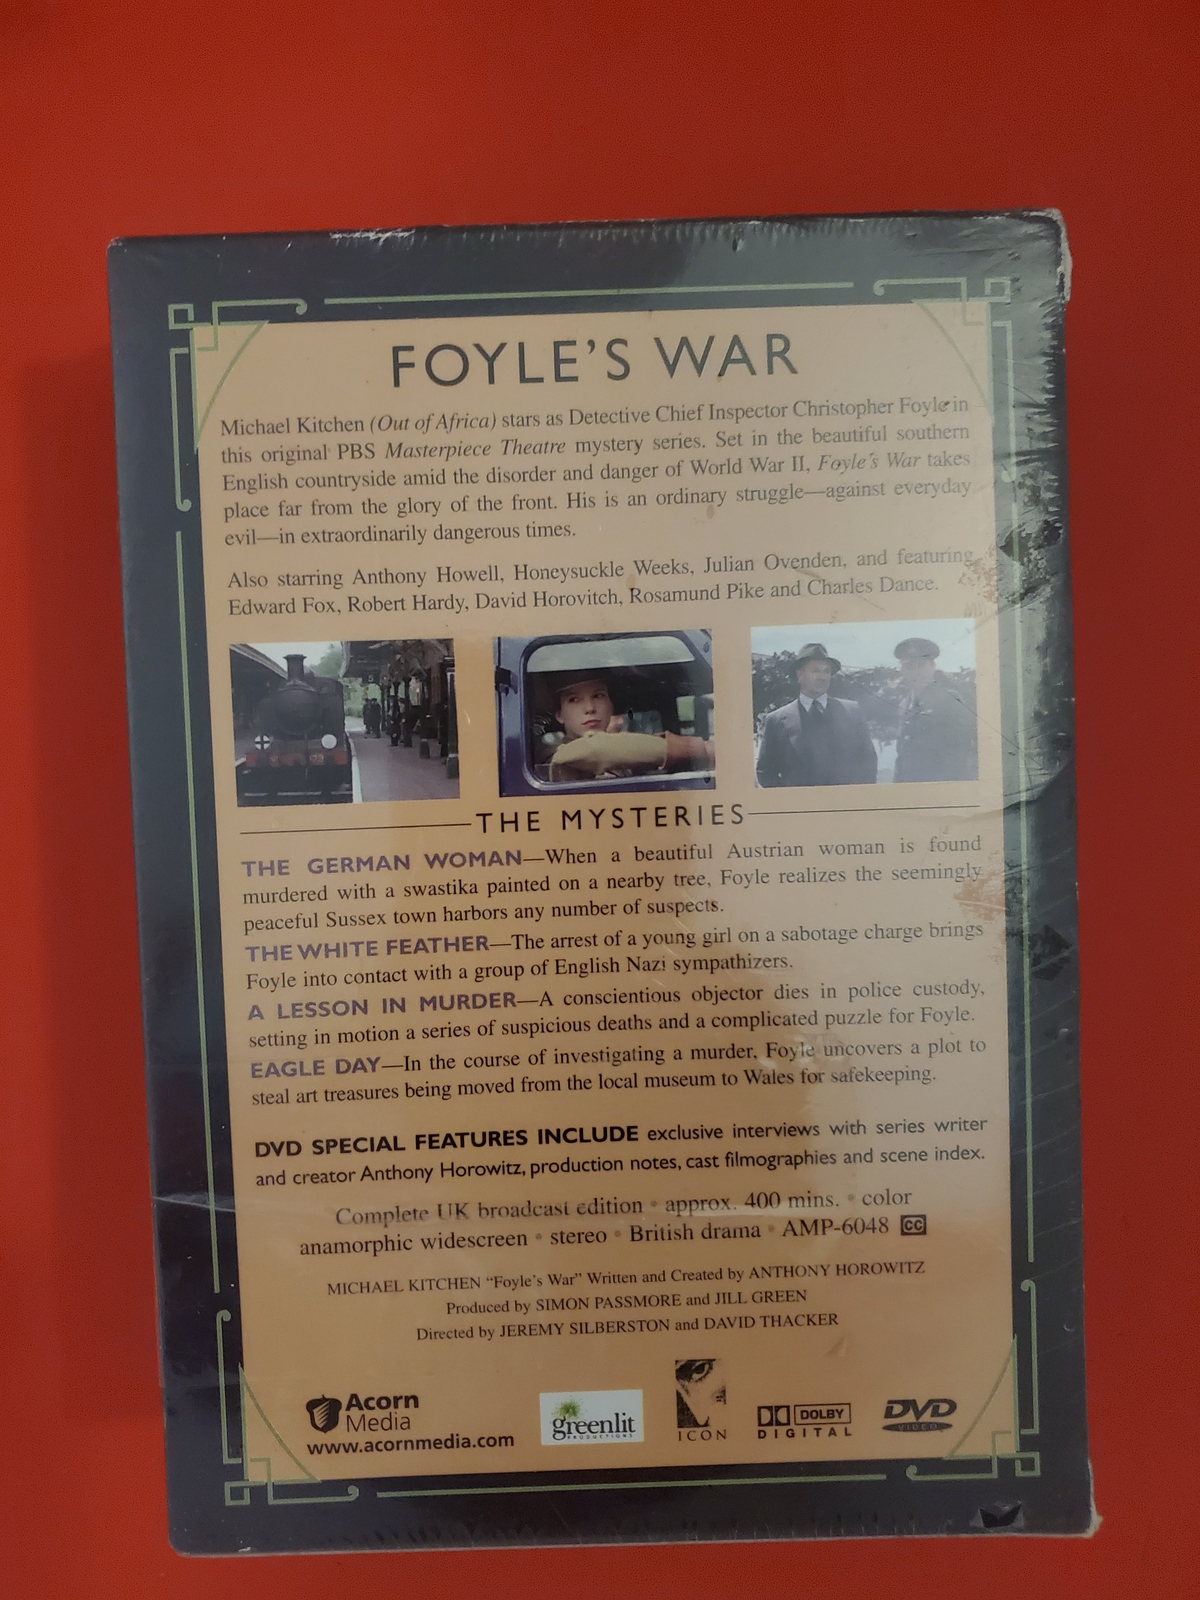 FOYLE'S WAR
Michael Kitchen (Out of Africa) stars as Detective Chief Inspector Christopher Foyle in
this original PBS Masterpiece Theatre mystery series. Set in the beautiful southern
English countryside amid the disorder and danger of World War II, Foyle's War takes
place far from the glory of the front. His is an ordinary struggle—against everyday
evil—in extraordinarily dangerous times.
Also starring Anthony Howell, Honeysuckle Weeks, Julian Ovenden, and featuring
Edward Fox, Robert Hardy, David Horovitch, Rosamund Pike and Charles Dance.
THE MYSTERIES
THE GERMAN WOMAN—When a beautiful Austrian woman is found
murdered with a swastika painted on a nearby tree, Foyle realizes the seemingly
peaceful Sussex town harbors any number of suspects.
THE WHITE FEATHER—The arrest of a young girl on a sabotage charge brings
Foyle into contact with a group of English Nazi sympathizers.
A LESSON IN MURDER—A conscientious objector dies in police custody,
setting in motion a series of suspicious deaths and a complicated puzzle for Foyle.
EAGLE DAY—In the course of investigating a murder, Foyle uncovers a plot to
steal art treasures being moved from the local museum to Wales for safekeeping.
DVD SPECIAL FEATURES INCLUDE exclusive interviews with series writer
and creator Anthony Horowitz, production notes, cast filmographies and scene index.
Complete UK broadcast edition • approx. 400 mins. • color
anamorphic widescreen • stereo • British drama • AMP-6048 CC
MICHAEL KITCHEN "Foyle's War" Written and Created by ANTHONY HOROWITZ
Produced by SIMON PASSMORE and JILL GREEN
Directed by JEREMY SILBERSTON and DAVID THACKER
Acorn
Media
www.acornmedia.com
greenlit
PRODUCTIONS
ICON
DOLBY
DIGITAL
DVD
VIDEO